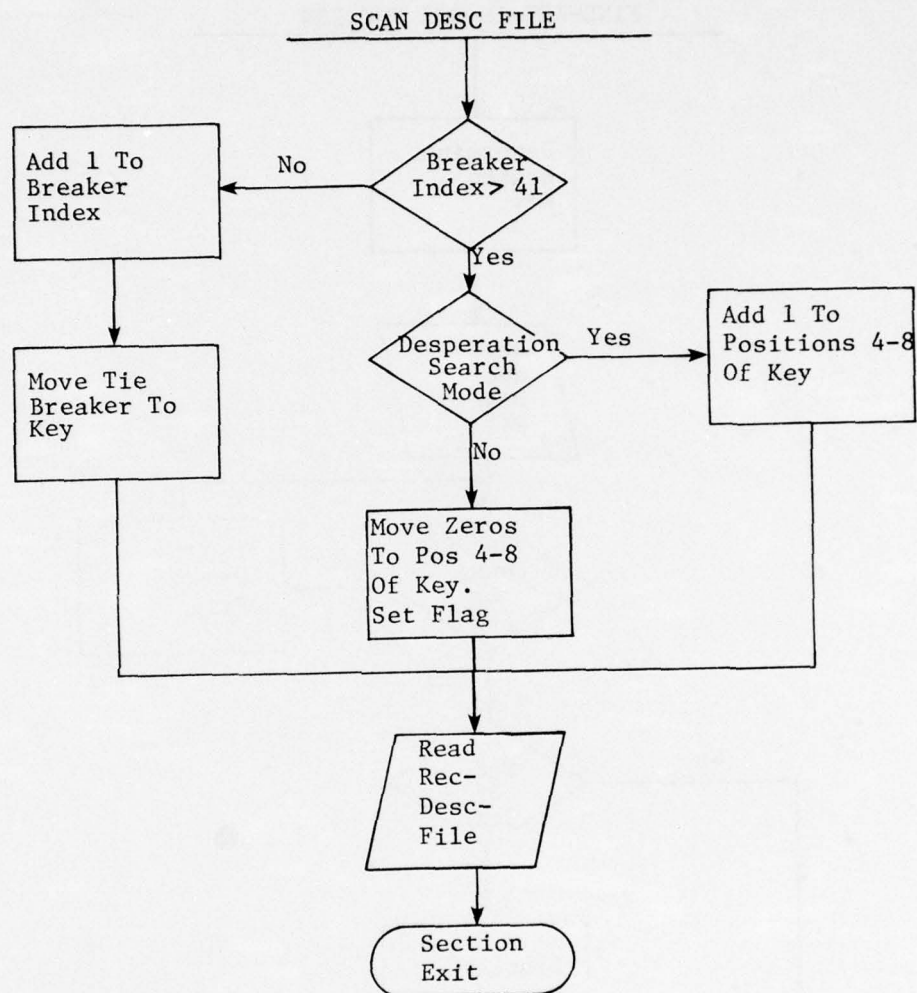 SCAN DESC FILE
Breaker
Index> 41
No
Add 1 To
Breaker
Index
Yes
Desperation
Search
Mode
Yes
Add 1 To
Positions 4-8
Of Key
Move Tie
Breaker To
Key
No
Move Zeros
To Pos 4-8
Of Key.
Set Flag
Read
Rec-
Desc-
File
Section
Exit